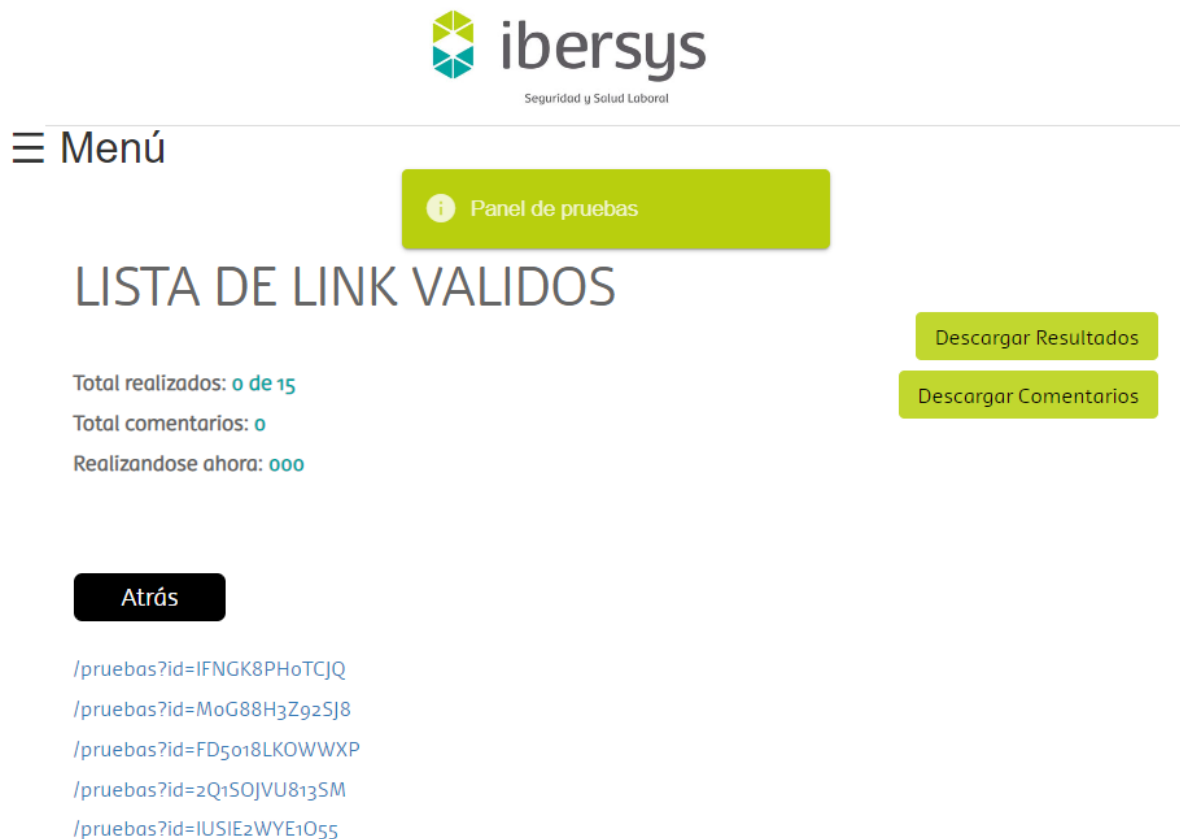 ibersys
Seguridad y Salud Laboral
☰ Menú
Panel de pruebas
LISTA DE LINK VALIDOS
Descargar Resultados
Descargar Comentarios
Total realizados: 0 de 15
Total comentarios: 0
Realizandose ahora: 000
Atrás
/pruebas?id=IFNGK8PH0TCJQ
/pruebas?id=M0G88H3Z92SJ8
/pruebas?id=FD5018LKOWWXP
/pruebas?id=2Q1SOJVU813SM
/pruebas?id=IUSIE2WYE1O55